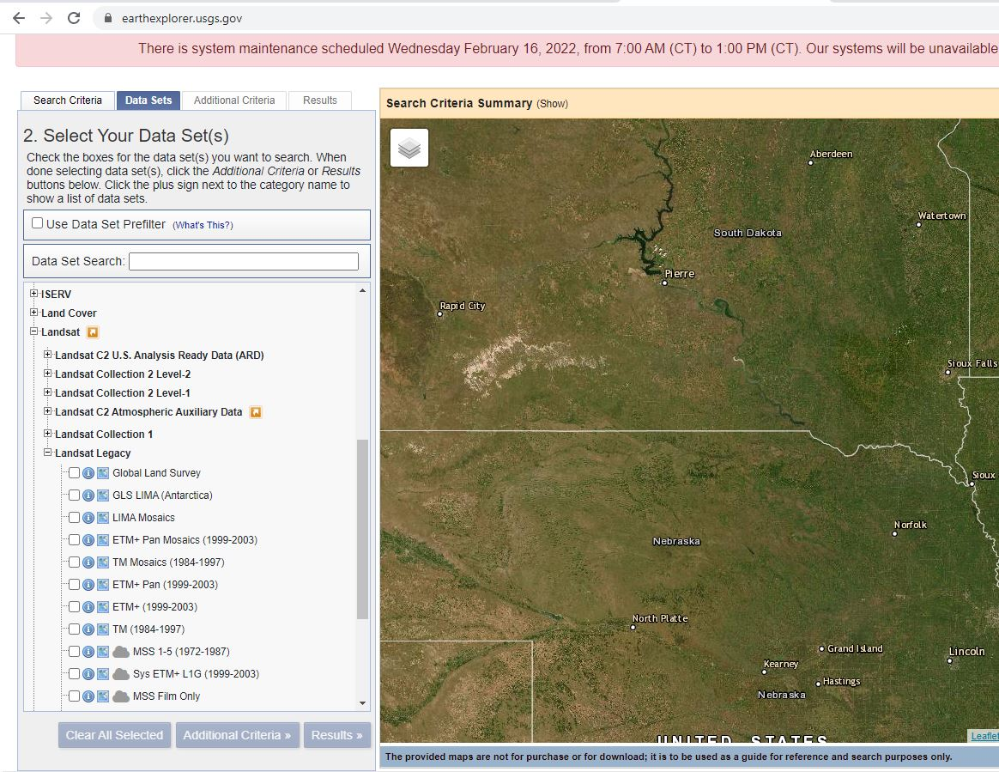 earthexplorer.usgs.gov
There is system maintenance scheduled Wednesday February 16, 2022, from 7:00 AM (CT) to 1:00 PM (CT). Our systems will be unavailable
Search Criteria
Data Sets
Additional Criteria
Results
2. Select Your Data Set(s)
Check the boxes for the data set(s) you want to search. When
done selecting data set(s), click the Additional Criteria or Results
buttons below. Click the plus sign next to the category name to
show a list of data sets.
Use Data Set Prefilter (What's This?)
Data Set Search:
ISERV
Land Cover
Landsat
Landsat C2 U.S. Analysis Ready Data (ARD)
Landsat Collection 2 Level-2
Landsat Collection 2 Level-1
Landsat C2 Atmospheric Auxiliary Data
Landsat Collection 1
Landsat Legacy
Global Land Survey
GLS LIMA (Antarctica)
LIMA Mosaics
ETM+ Pan Mosaics (1999-2003)
TM Mosaics (1984-1997)
ETM+ Pan (1999-2003)
ETM+ (1999-2003)
TM (1984-1997)
MSS 1-5 (1972-1987)
Sys ETM+ L1G (1999-2003)
MSS Film Only
Clear All Selected
Additional Criteria »
Results »
Search Criteria Summary (Show)
Aberdeen
Watertown
South Dakota
Pierre
Rapid City
Sioux Falls
Sioux
Norfolk
Nebraska
North Platte
Grand Island
Lincoln
Kearney
Hastings
Nebraska
UNITED STATES
Leaflet
The provided maps are not for purchase or for download; it is to be used as a guide for reference and search purposes only.